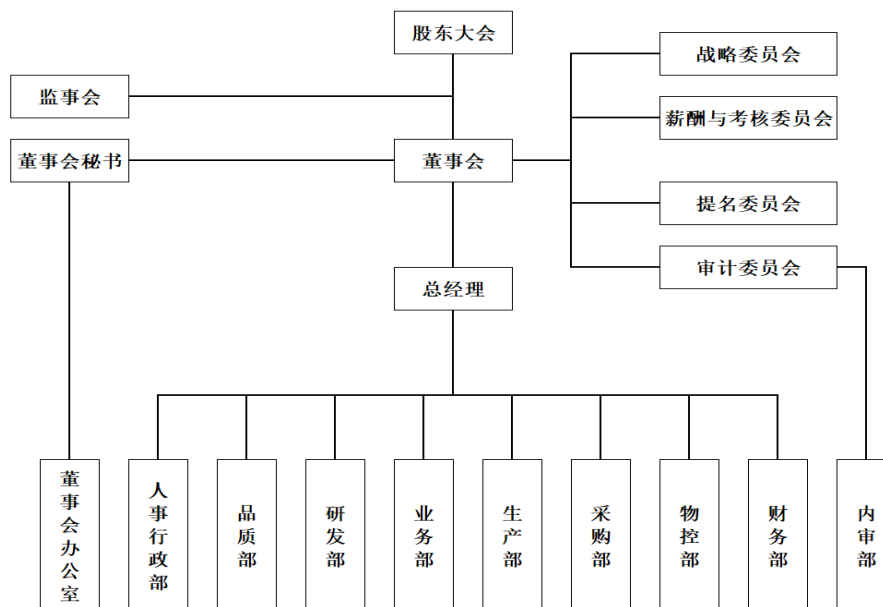 股东大会
战略委员会
监事会
薪酬与考核委员会
董事会秘书
董事会
提名委员会
审计委员会
总经理
董事会办公室
人事行政部
品质部
研发部
业务部
生产部
采购部
物控部
财务部
内审部